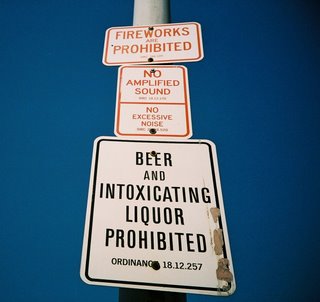 FIREWORKS
ARE
PROHIBITED
NO
AMPLIFIED
SOUND
NO
EXCESSIVE
NOISE
BEER
AND
INTOXICATING
LIQUOR
PROHIBITED
ORDINANCE 18.12.257